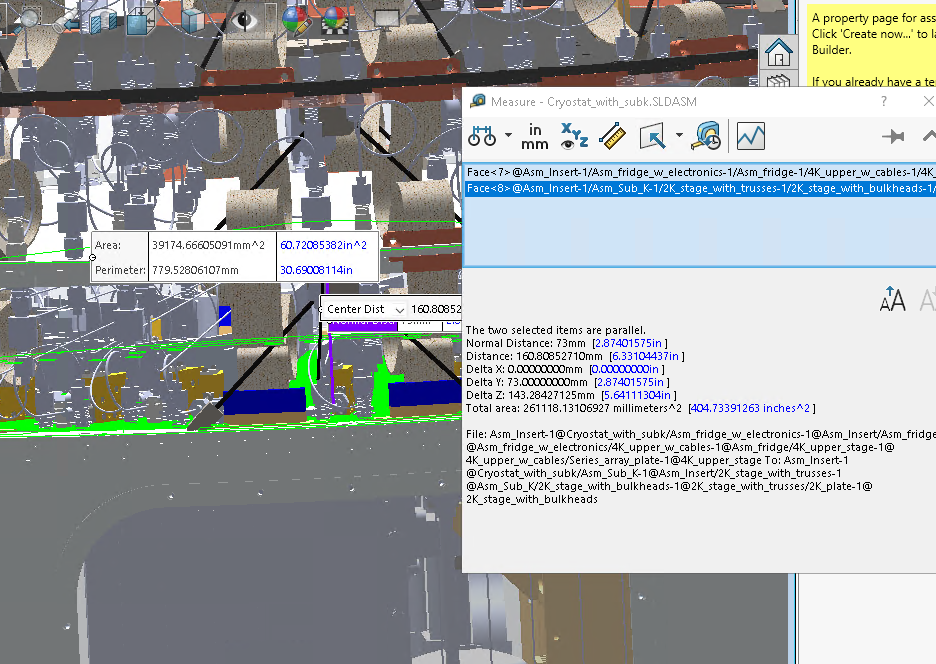 A property page for ass
Click 'Create now...' to la
Builder.
If you already have a te
Measure - Cryostat_with_subk.SLDASM
?
in
mm
XYZ
Face<7>@Asm_Insert-1/Asm_fridge_w_electronics-1/Asm_fridge-1/4K_upper_w_cables-1/4K_
Face<8>@Asm_Insert-1/Asm_Sub_K-1/2K_stage_with_trusses-1/2K_stage_with_bulkheads-1/
Area: 39174.66605091mm^2 60.72085382in^2
Perimeter: 779.52806107mm 30.69008114in
Center Dist 160.80852
AA
The two selected items are parallel.
Normal Distance: 73mm [2.87401575in ]
Distance: 160.80852710mm [6.33104437in ]
Delta X: 0.00000000mm [0.00000000in ]
Delta Y: 73.00000000mm [2.87401575in ]
Delta Z: 143.28427125mm [5.64111304in ]
Total area: 261118.13106927 millimeters^2 [404.73391263 inches^2 ]
File: Asm_Insert-1@Cryostat_with_subk/Asm_fridge_w_electronics-1@Asm_Insert/Asm_fridge
@Asm_fridge_w_electronics/4K_upper_w_cables-1@Asm_fridge/4K_upper_stage-1@
4K_upper_w_cables/Series_array_plate-1@4K_upper_stage To: Asm_Insert-1
@Cryostat_with_subk/Asm_Sub_K-1@Asm_Insert/2K_stage_with_trusses-1
@Asm_Sub_K/2K_stage_with_bulkheads-1@2K_stage_with_trusses/2K_plate-1@
2K_stage_with_bulkheads